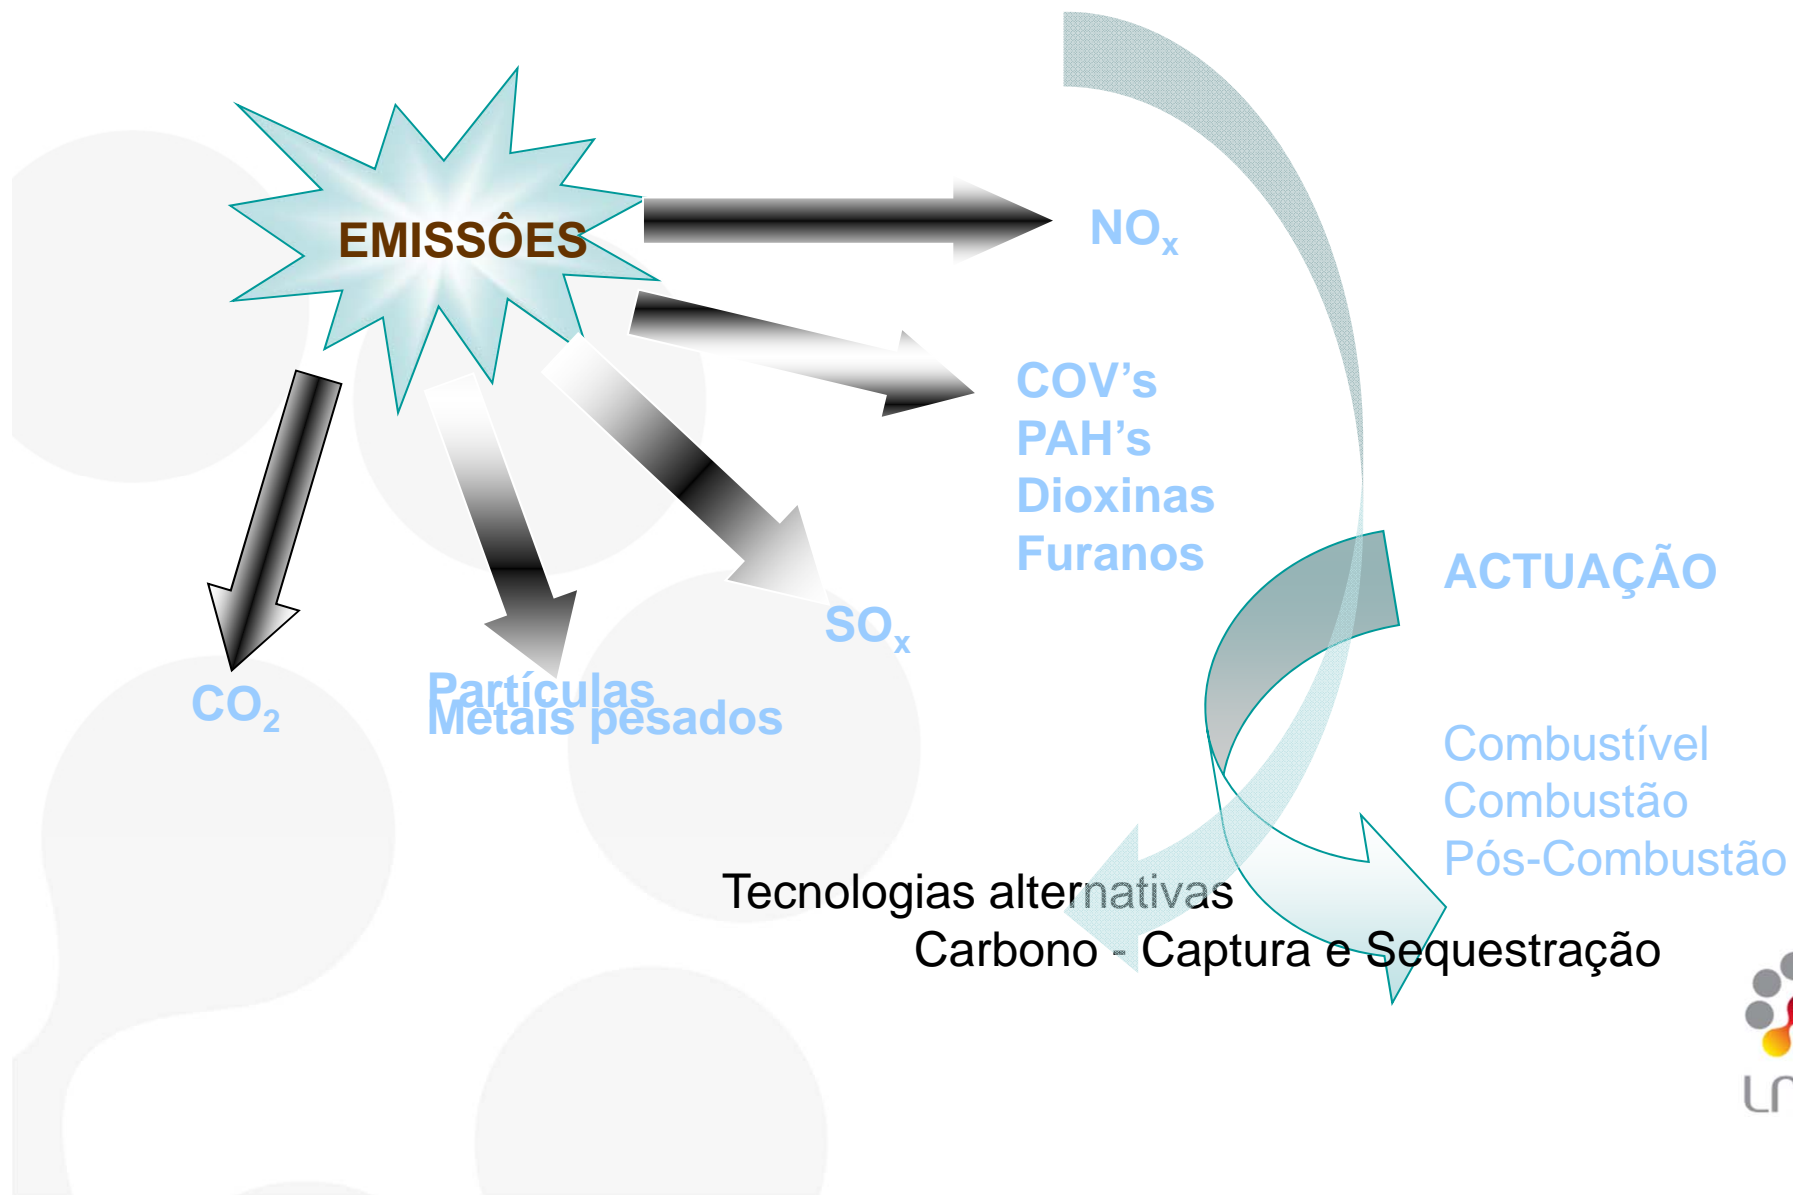 EMISSÔES
NOx
COV’s
PAH’s
Dioxinas
Furanos
ACTUAÇÃO
SOx
CO2
Partículas
Metais pesados
Combustível
Combustão
Pós-Combustão
Tecnologias alternativas
Carbono - Captura e Sequestração